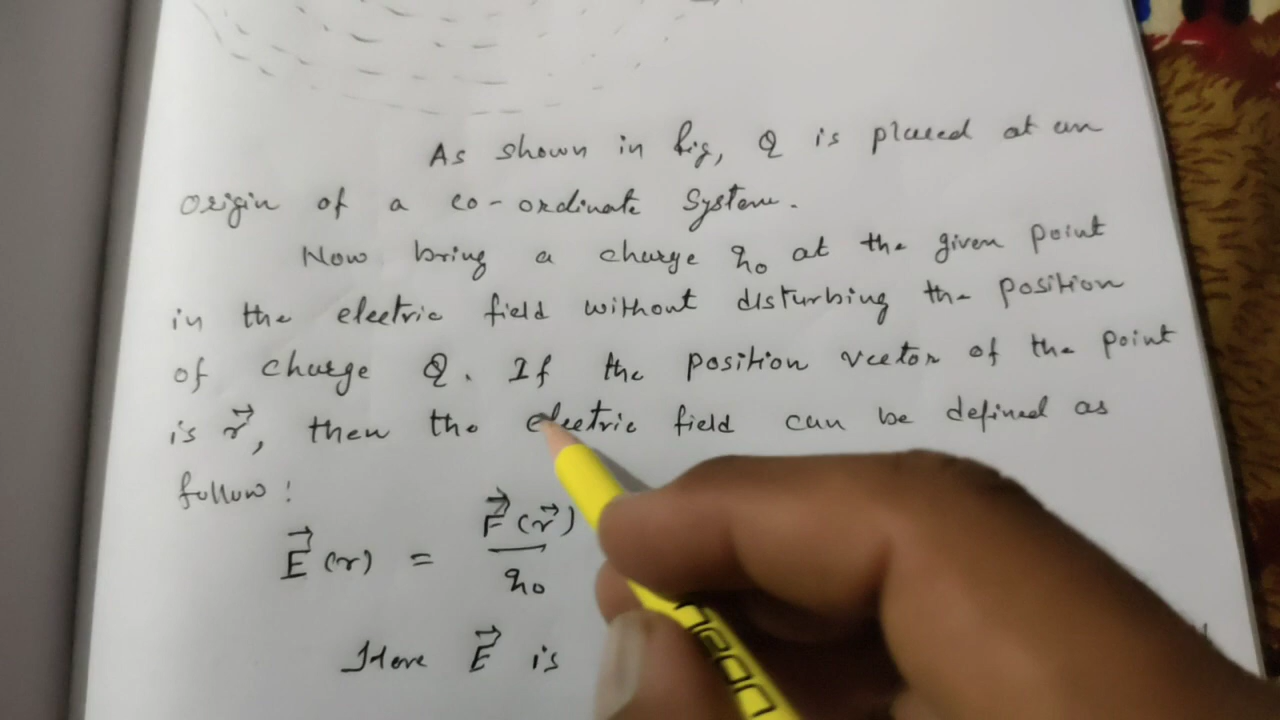 As shown in fig, Q is placed at an
origin of a co-ordinate System.
Now bring a charge q₀ at the given point
in the electric field without disturbing the position
of charge Q. If the position vector of the point
is r⃗, then the electric field can be defined as
follow:
E⃗(r) = F⃗(r⃗) / q₀
Here E⃗ is
neon